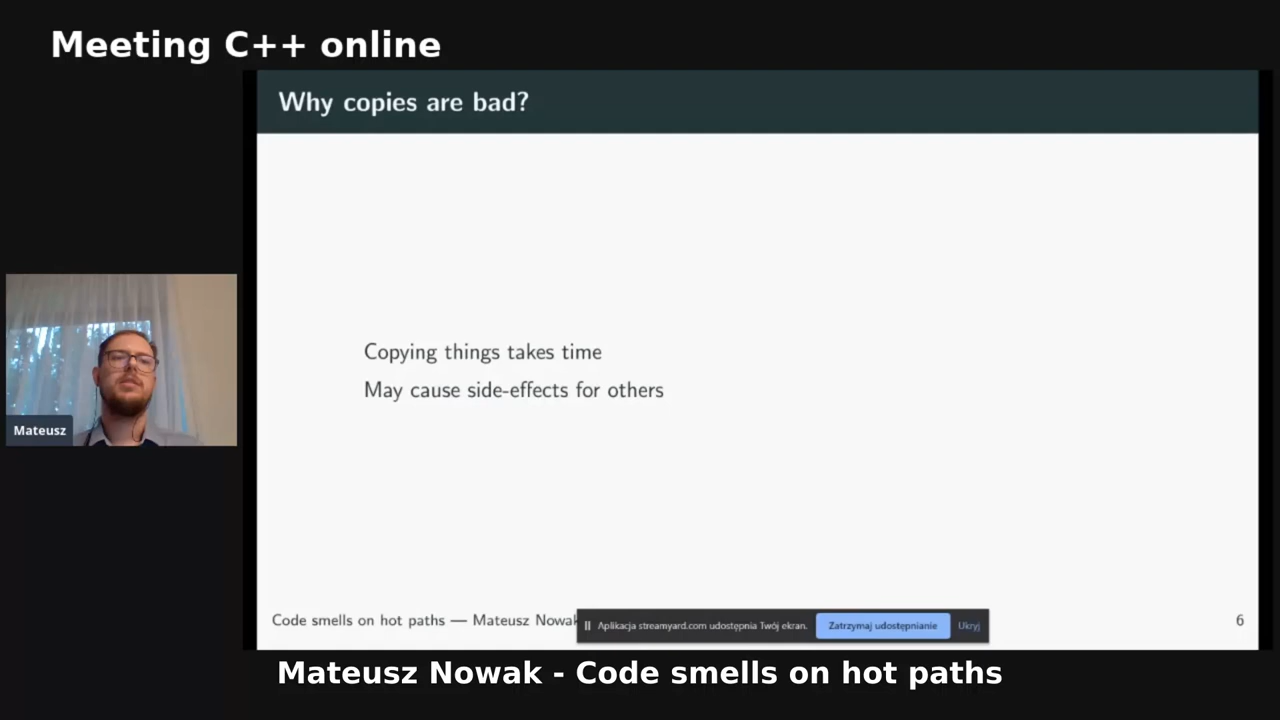 Meeting C++ online
Why copies are bad?
Copying things takes time
May cause side-effects for others
Mateusz
Code smells on hot paths — Mateusz Nowak
Aplikacja streamyard.com udostępnia Twój ekran.
Zatrzymaj udostępnianie
Ukryj
6
Mateusz Nowak - Code smells on hot paths